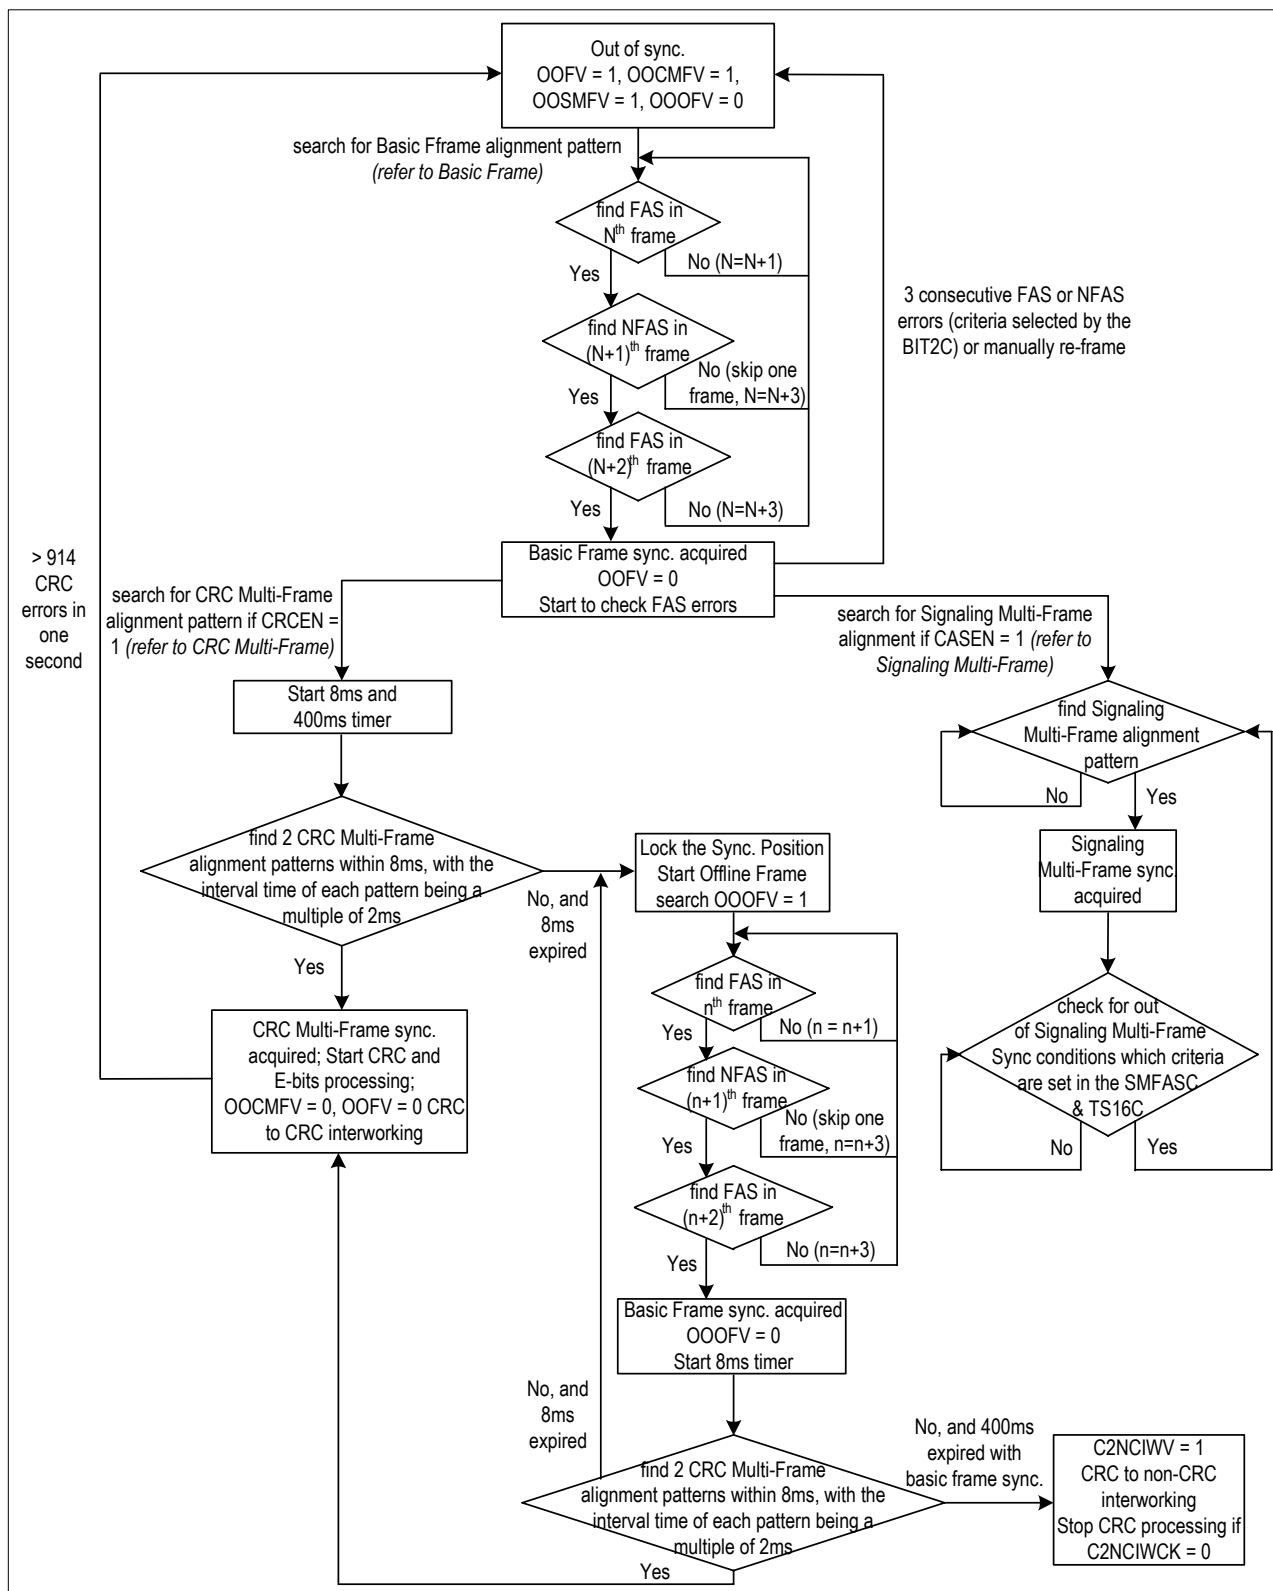 Out of sync.
OOFV = 1, OOCMFV = 1,
OOSMFV = 1, OOOFV = 0
search for Basic Fframe alignment pattern
(refer to Basic Frame)
find FAS in
Nth frame
No (N=N+1)
Yes
find NFAS in
(N+1)th frame
No (skip one
frame, N=N+3)
Yes
find FAS in
(N+2)th frame
Yes
No (N=N+3)
3 consecutive FAS or NFAS
errors (criteria selected by the
BIT2C) or manually re-frame
Basic Frame sync. acquired
OOFV = 0
Start to check FAS errors
> 914
CRC
errors in
one
second
search for CRC Multi-Frame
alignment pattern if CRCEN =
1 (refer to CRC Multi-Frame)
search for Signaling Multi-Frame
alignment if CASEN = 1 (refer to
Signaling Multi-Frame)
Start 8ms and
400ms timer
find Signaling
Multi-Frame alignment
pattern
No
Yes
find 2 CRC Multi-Frame
alignment patterns within 8ms, with the
interval time of each pattern being a
multiple of 2ms
No, and
8ms
expired
Yes
Lock the Sync. Position
Start Offline Frame
search OOOFV = 1
Signaling
Multi-Frame sync.
acquired
find FAS in
nth frame
Yes
No (n = n+1)
CRC Multi-Frame sync.
acquired; Start CRC and
E-bits processing;
OOCMFV = 0, OOFV = 0 CRC
to CRC interworking
check for out
of Signaling Multi-Frame
Sync conditions which criteria
are set in the SMFASC
& TS16C
No
Yes
find NFAS in
(n+1)th frame
No (skip one
frame, n=n+3)
Yes
find FAS in
(n+2)th frame
Yes
No (n=n+3)
Basic Frame sync. acquired
OOOFV = 0
Start 8ms timer
No, and
8ms
expired
find 2 CRC Multi-Frame
alignment patterns within 8ms, with the
interval time of each pattern being a
multiple of 2ms
Yes
No, and 400ms
expired with
basic frame sync.
C2NCIWV = 1
CRC to non-CRC
interworking
Stop CRC processing if
C2NCIWCK = 0